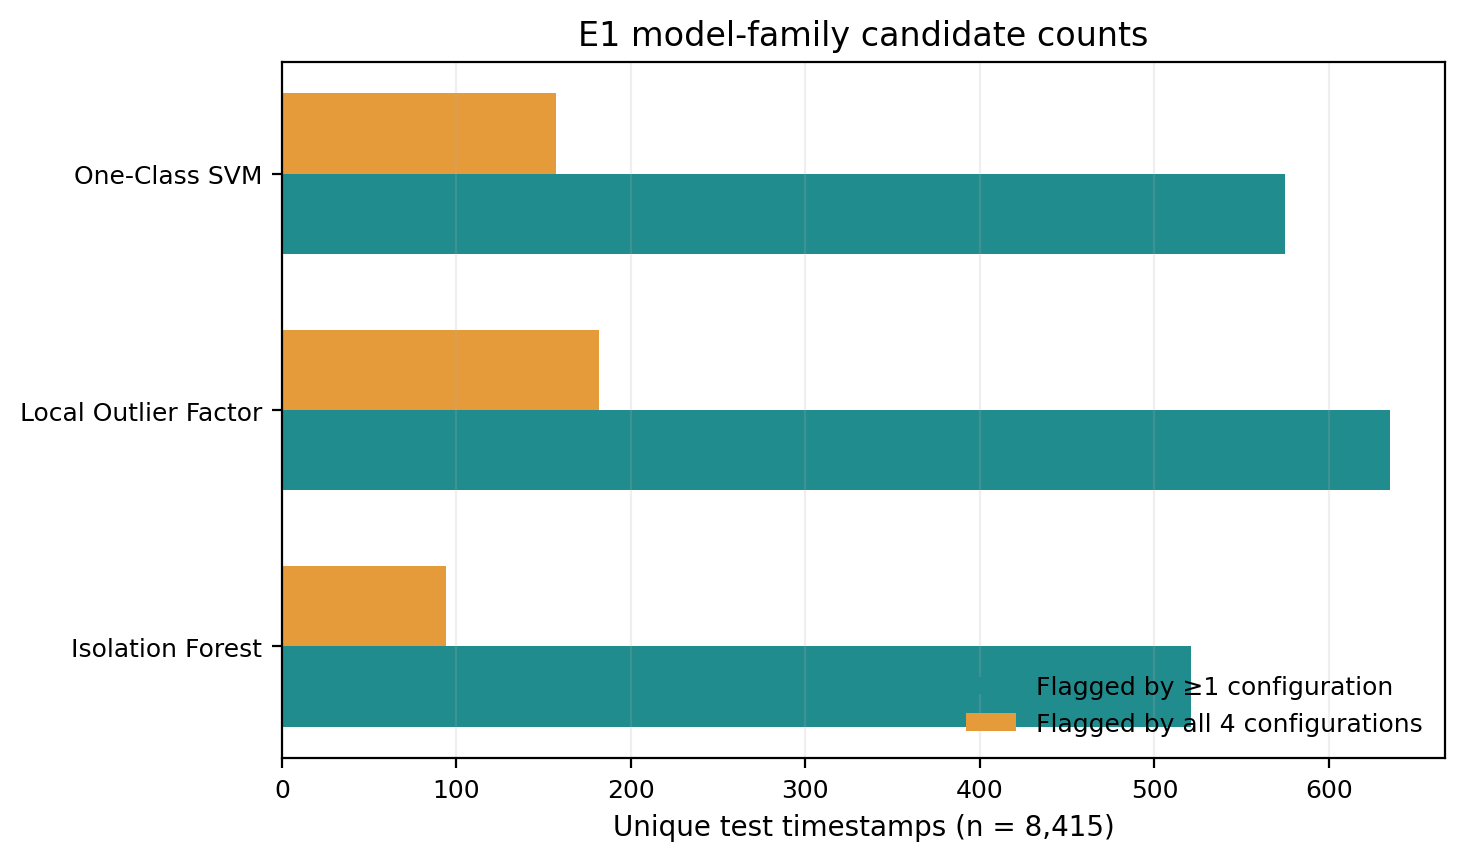 E1 model-family candidate counts
One-Class SVM
Local Outlier Factor
Isolation Forest
Flagged by ≥1 configuration
Flagged by all 4 configurations
0 100 200 300 400 500 600
Unique test timestamps (n = 8,415)